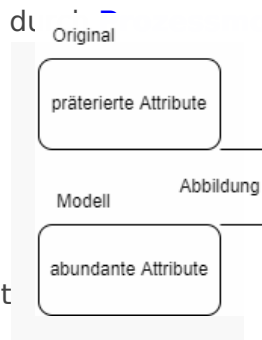 Original
präterierte Attribute
Abbildung
Modell
abundante Attribute
t